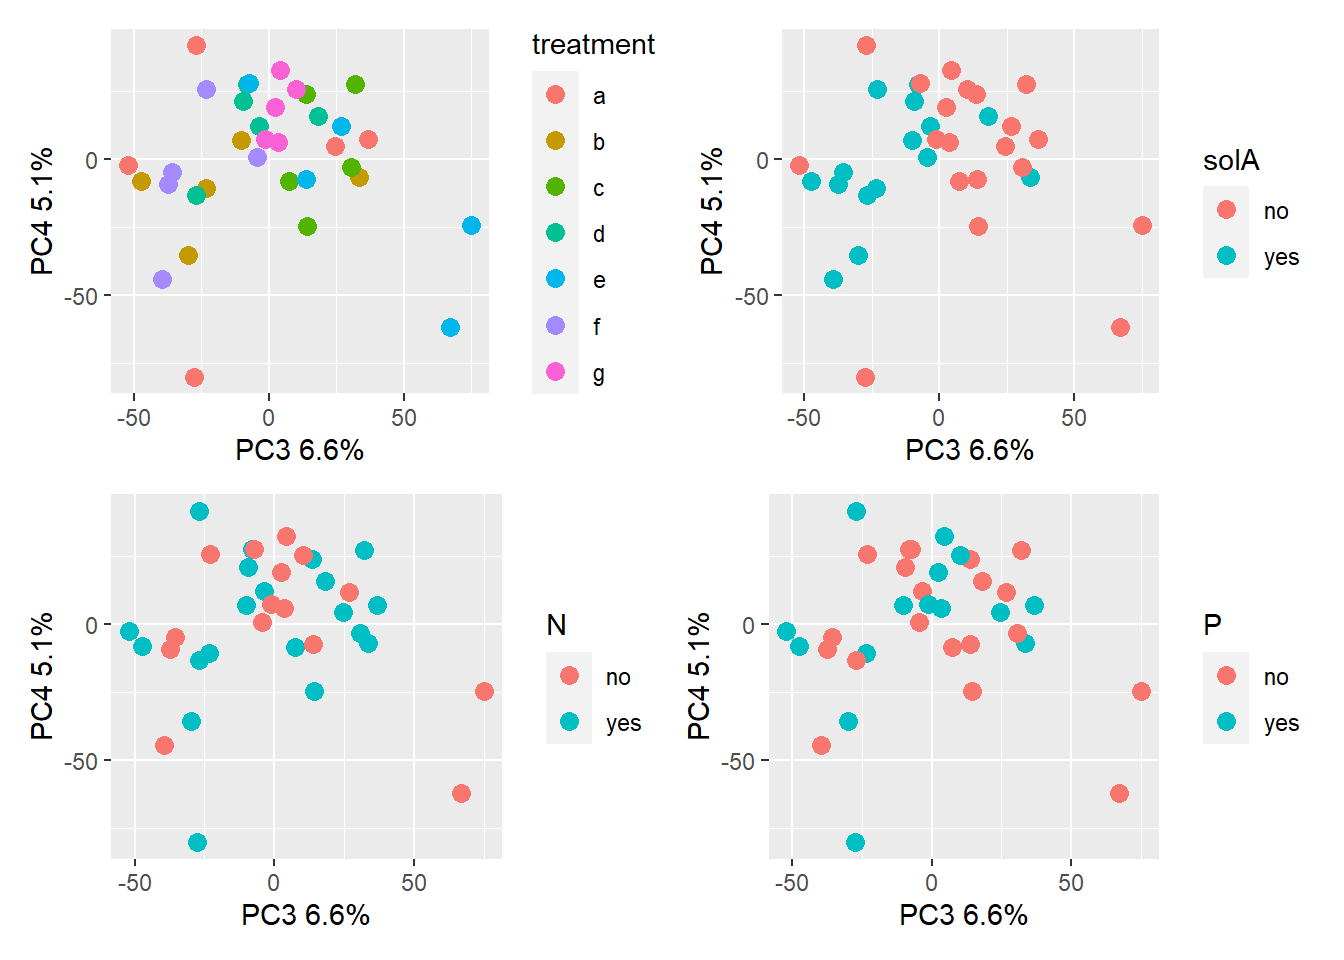 treatment
a
b
c
d
e
f
g
PC4 5.1%
0
-50
-50
0
50
PC3 6.6%
solA
no
yes
PC4 5.1%
0
-50
-50
0
50
PC3 6.6%
N
no
yes
PC4 5.1%
0
-50
-50
0
50
PC3 6.6%
P
no
yes
PC4 5.1%
0
-50
-50
0
50
PC3 6.6%